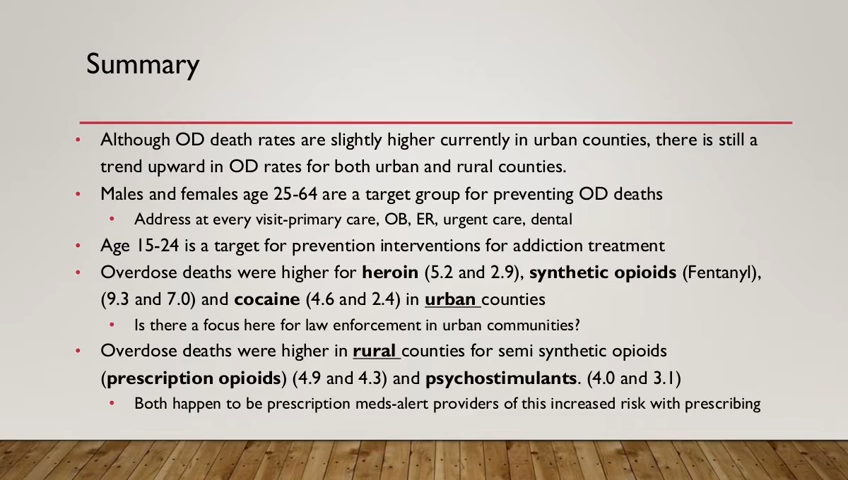 Summary
• Although OD death rates are slightly higher currently in urban counties, there is still a
trend upward in OD rates for both urban and rural counties.
• Males and females age 25-64 are a target group for preventing OD deaths
• Address at every visit-primary care, OB, ER, urgent care, dental
• Age 15-24 is a target for prevention interventions for addiction treatment
• Overdose deaths were higher for heroin (5.2 and 2.9), synthetic opioids (Fentanyl),
(9.3 and 7.0) and cocaine (4.6 and 2.4) in urban counties
• Is there a focus here for law enforcement in urban communities?
• Overdose deaths were higher in rural counties for semi synthetic opioids
(prescription opioids) (4.9 and 4.3) and psychostimulants. (4.0 and 3.1)
• Both happen to be prescription meds-alert providers of this increased risk with prescribing